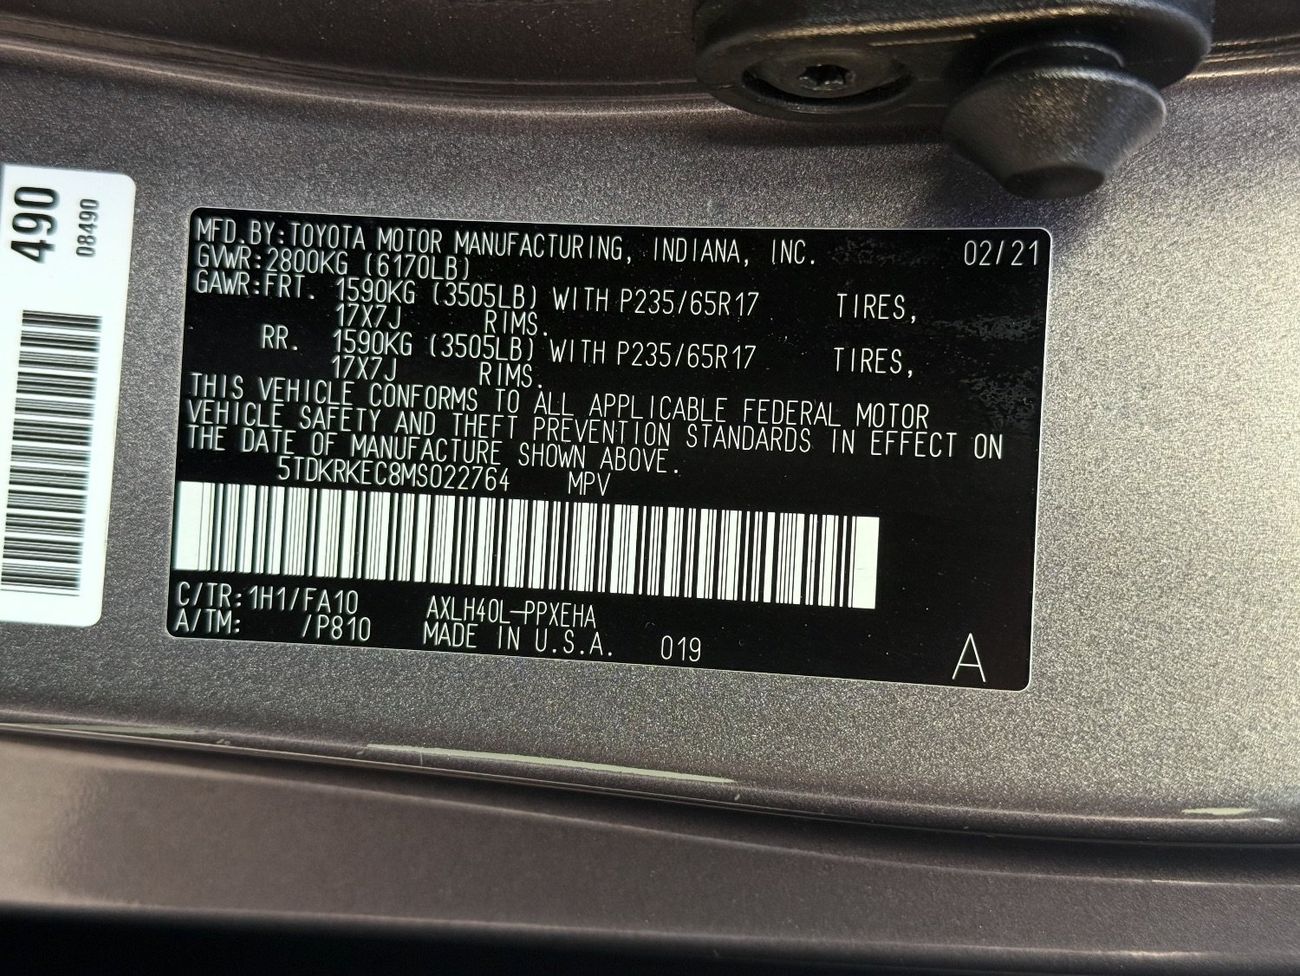 490
08490
MFD.BY:TOYOTA MOTOR MANUFACTURING, INDIANA, INC. 02/21
GVWR:2800KG (6170LB)
GAWR:FRT. 1590KG (3505LB) WITH P235/65R17 TIRES,
17X7J RIMS.
RR. 1590KG (3505LB) WITH P235/65R17 TIRES,
17X7J RIMS.
THIS VEHICLE CONFORMS TO ALL APPLICABLE FEDERAL MOTOR
VEHICLE SAFETY AND THEFT PREVENTION STANDARDS IN EFFECT ON
THE DATE OF MANUFACTURE SHOWN ABOVE.
5TDKRKEC8MS022764 MPV
C/TR:1H1/FA10 AXLH40L-PPXEHA
A/TM: /P810 MADE IN U.S.A. 019
A